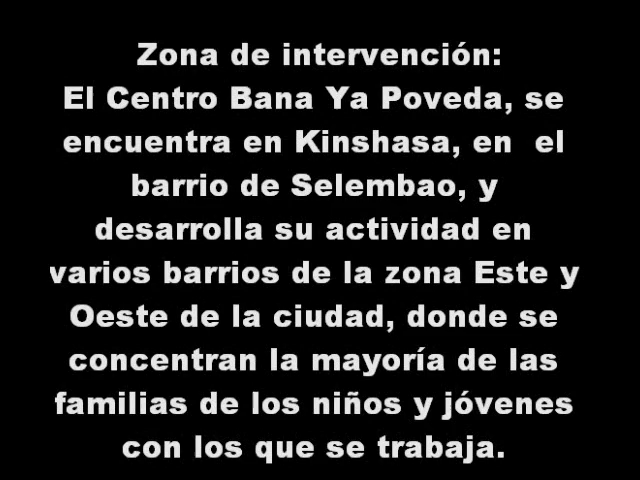 Zona de intervención:
El Centro Bana Ya Poveda, se
encuentra en Kinshasa, en  el
barrio de Selembao, y
desarrolla su actividad en
varios barrios de la zona Este y
Oeste de la ciudad, donde se
concentran la mayoría de las
familias de los niños y jóvenes
con los que se trabaja.